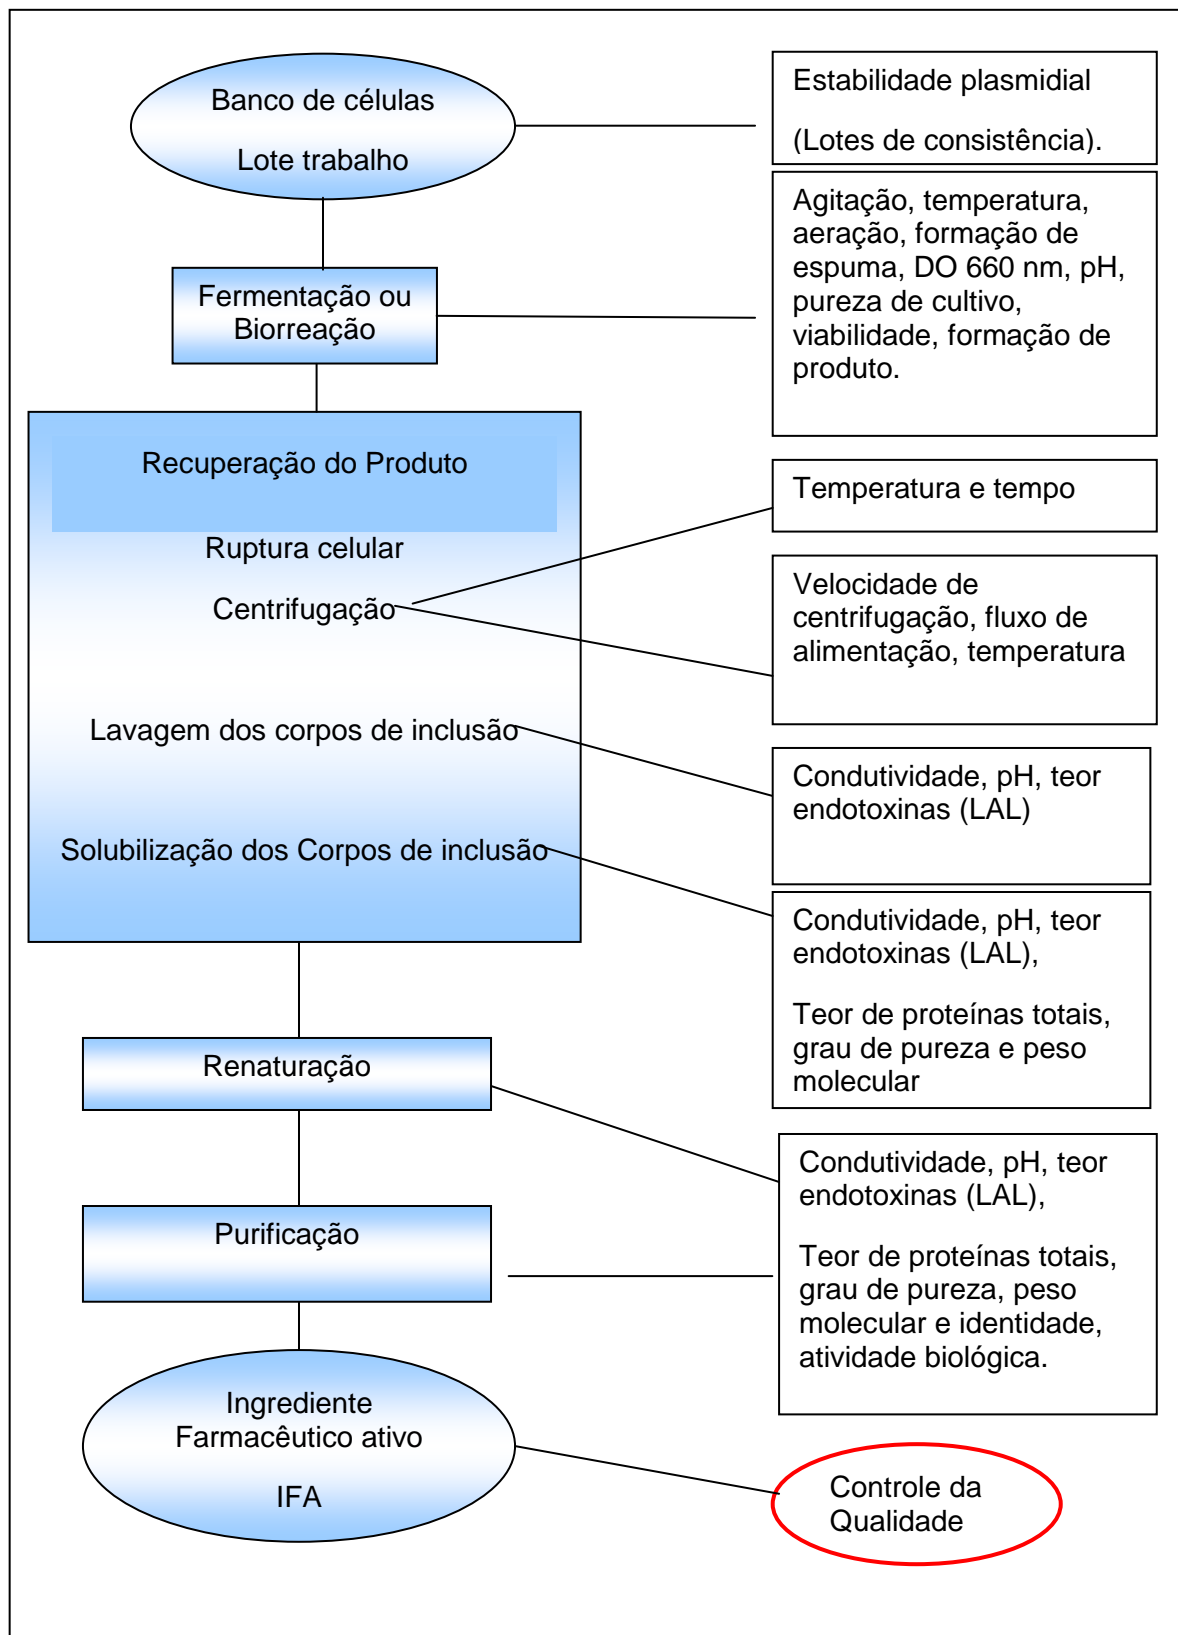 Banco de células
Lote trabalho
Estabilidade plasmidial
(Lotes de consistência).
Fermentação ou
Biorreação
Agitação, temperatura,
aeração, formação de
espuma, DO 660 nm, pH,
pureza de cultivo,
viabilidade, formação de
produto.
Recuperação do Produto
Ruptura celular
Centrifugação
Temperatura e tempo
Velocidade de
centrifugação, fluxo de
alimentação, temperatura
Lavagem dos corpos de inclusão
Condutividade, pH, teor
endotoxinas (LAL)
Solubilização dos Corpos de inclusão
Condutividade, pH, teor
endotoxinas (LAL),
Teor de proteínas totais,
grau de pureza e peso
molecular
Renaturação
Purificação
Condutividade, pH, teor
endotoxinas (LAL),
Teor de proteínas totais,
grau de pureza, peso
molecular e identidade,
atividade biológica.
Ingrediente
Farmacêutico ativo
IFA
Controle da
Qualidade